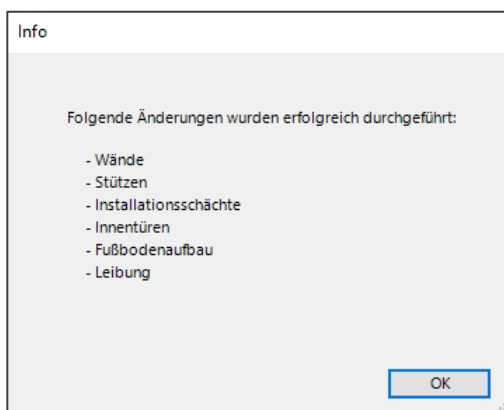 Info
Folgende Änderungen wurden erfolgreich durchgeführt:
- Wände
- Stützen
- Installationsschächte
- Innentüren
- Fußbodenaufbau
- Leibung
OK